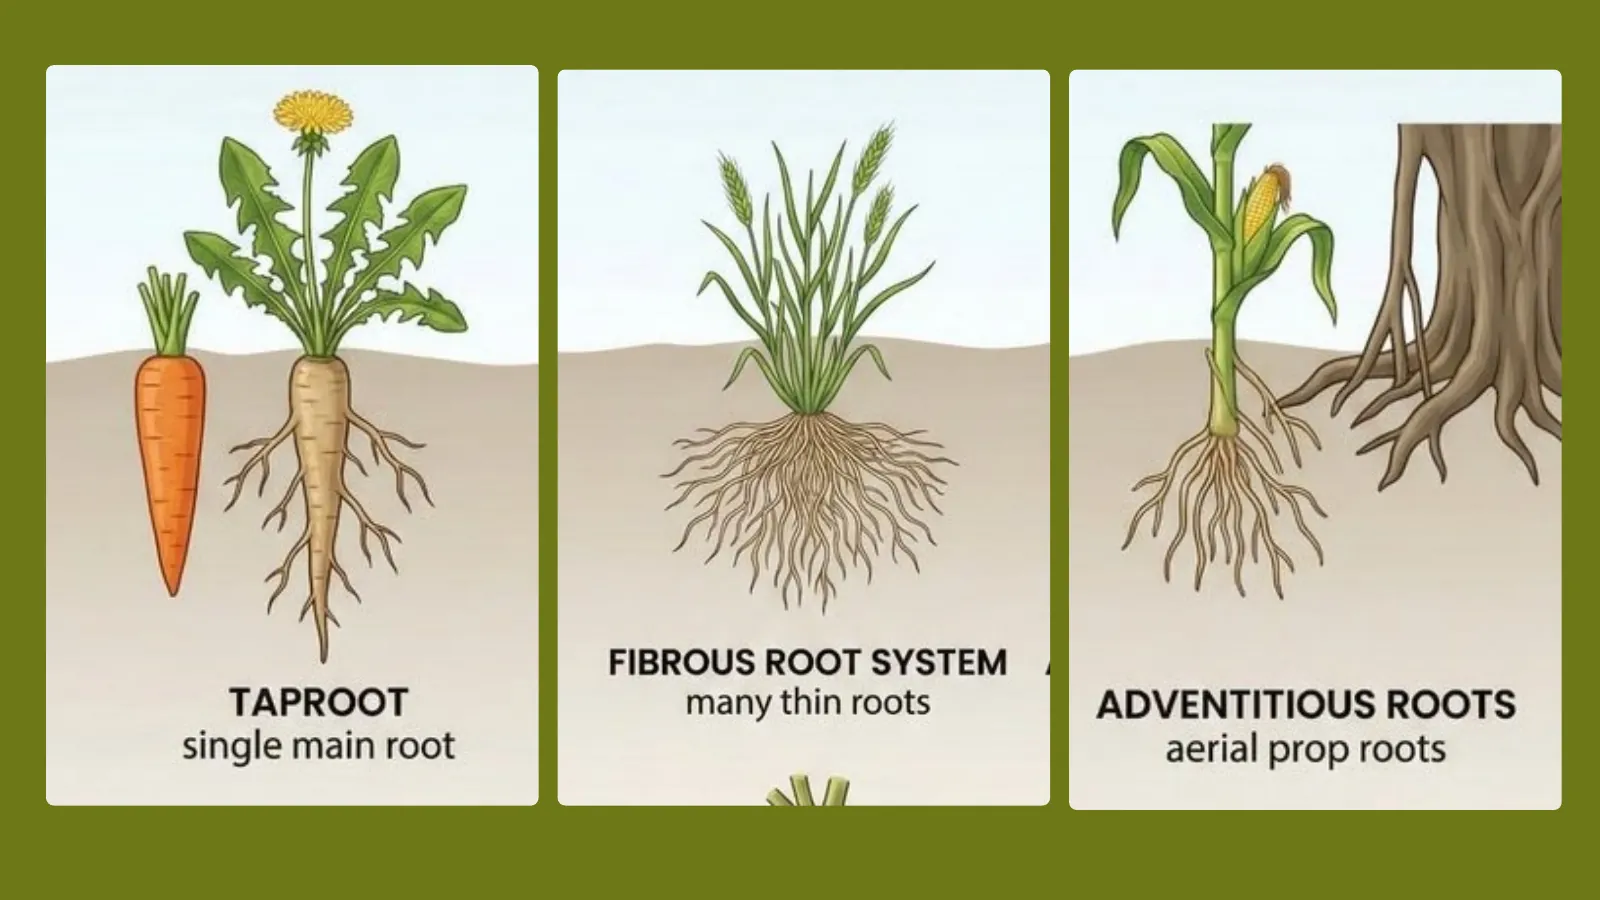 TAPROOT
single main root
FIBROUS ROOT SYSTEM
many thin roots
ADVENTITIOUS ROOTS
aerial prop roots